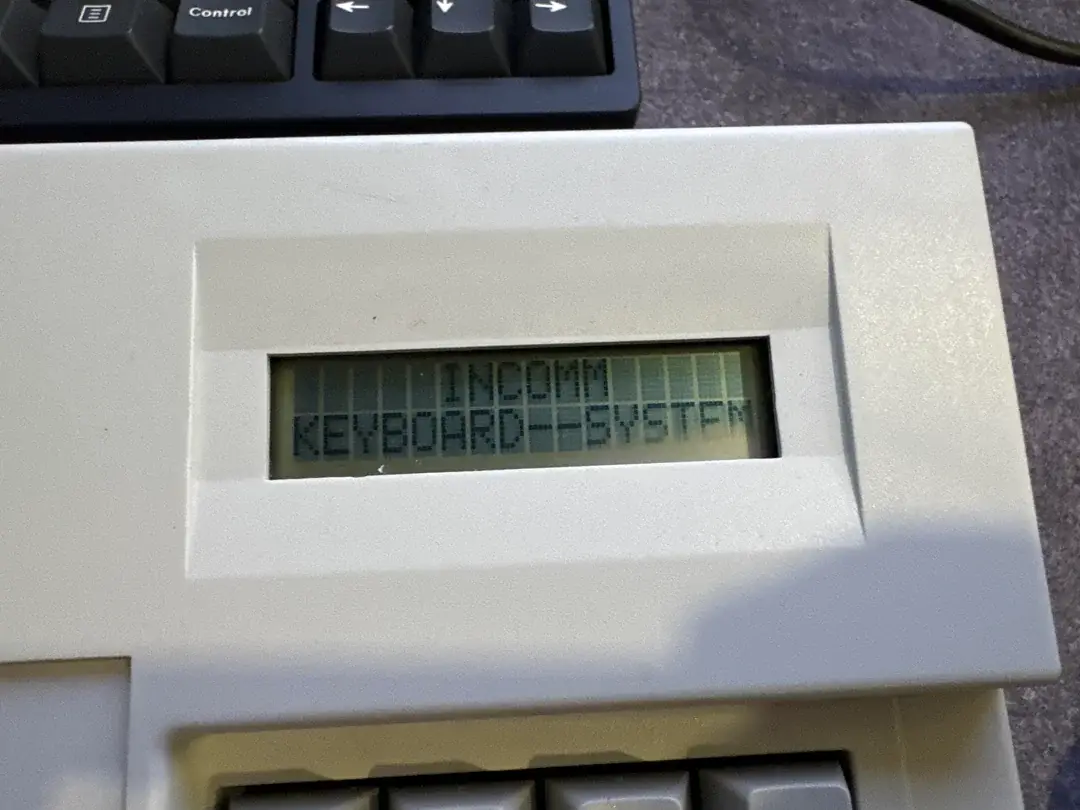 Control
← ↓ →
INCOMM
KEYBOARD--SYSTEM